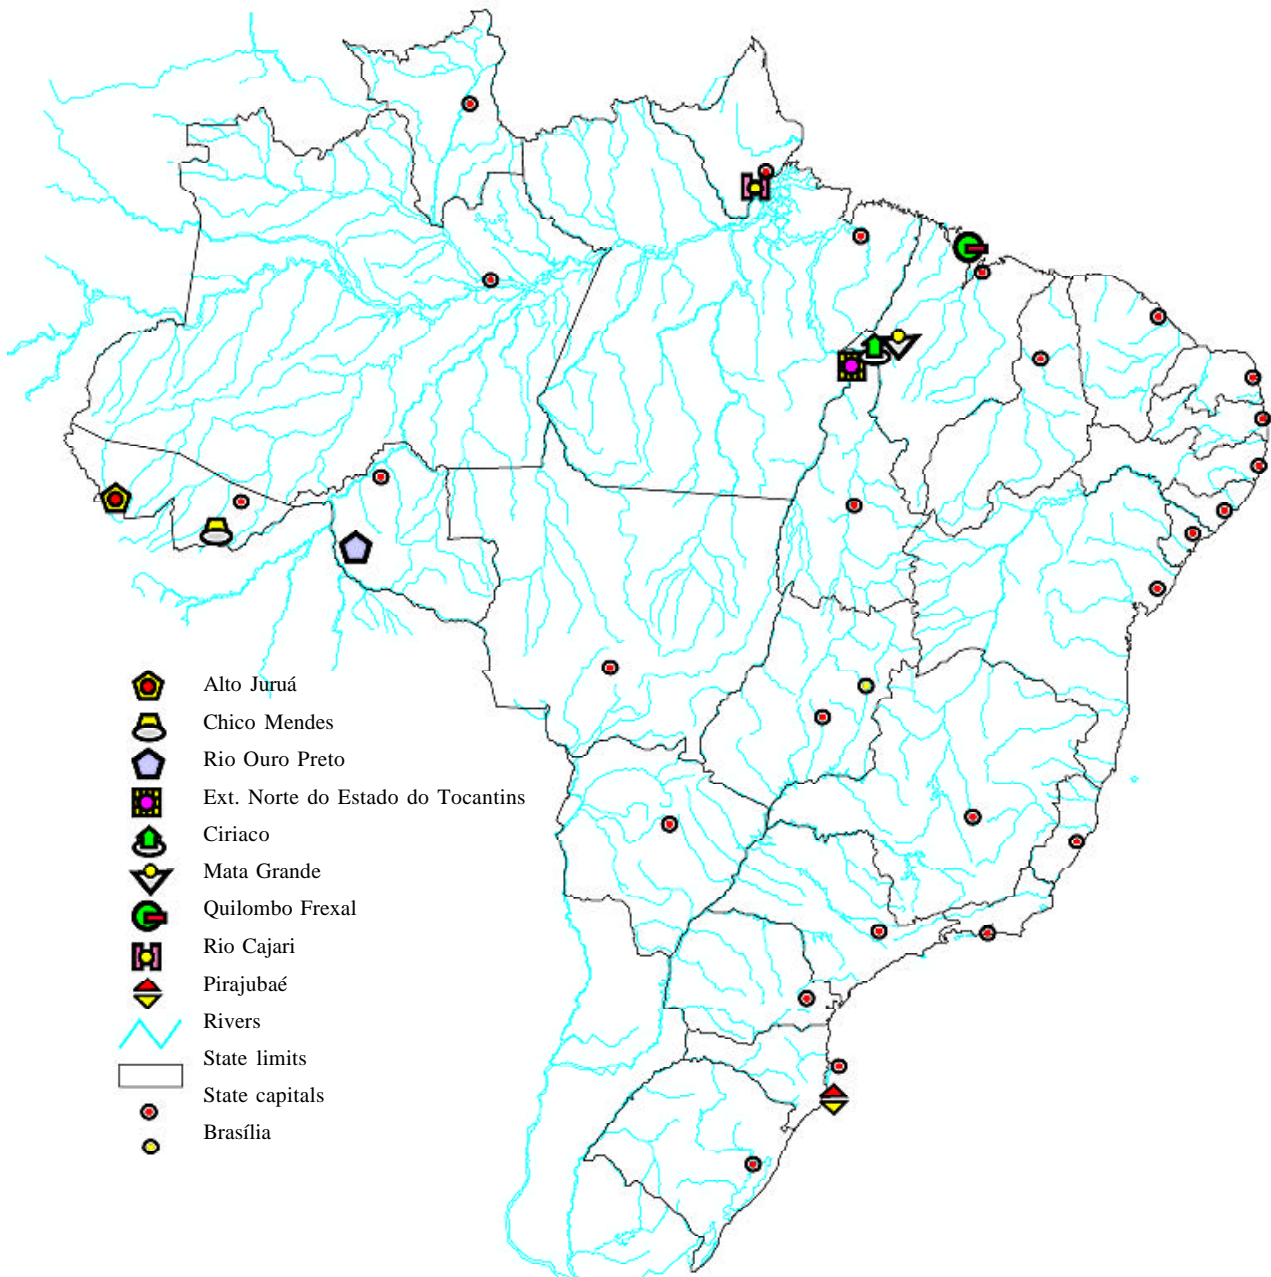 Alto Juruá
Chico Mendes
Rio Ouro Preto
Ext. Norte do Estado do Tocantins
Ciriaco
Mata Grande
Quilombo Frexal
Rio Cajari
Pirajubaé
Rivers
State limits
State capitals
Brasília